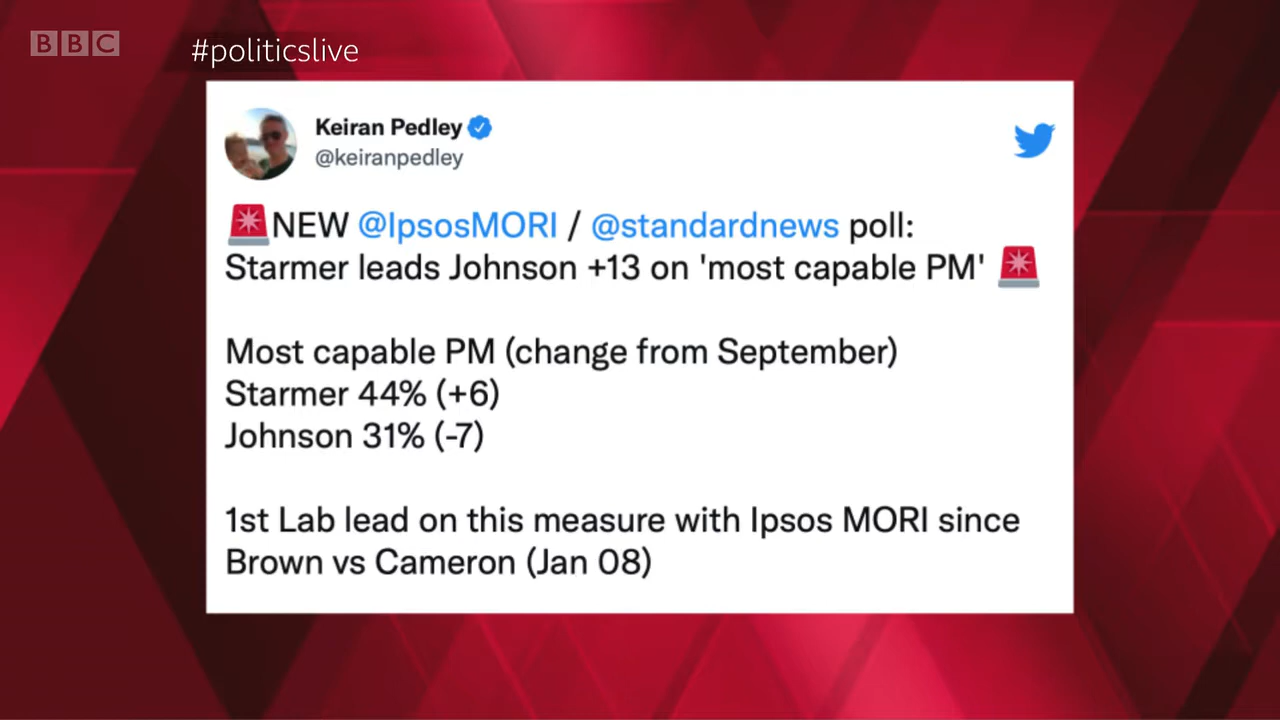 BBC
#politicslive
Keiran Pedley
@keiranpedley
🚨NEW @IpsosMORI / @standardnews poll:
Starmer leads Johnson +13 on 'most capable PM' 🚨
Most capable PM (change from September)
Starmer 44% (+6)
Johnson 31% (-7)
1st Lab lead on this measure with Ipsos MORI since
Brown vs Cameron (Jan 08)